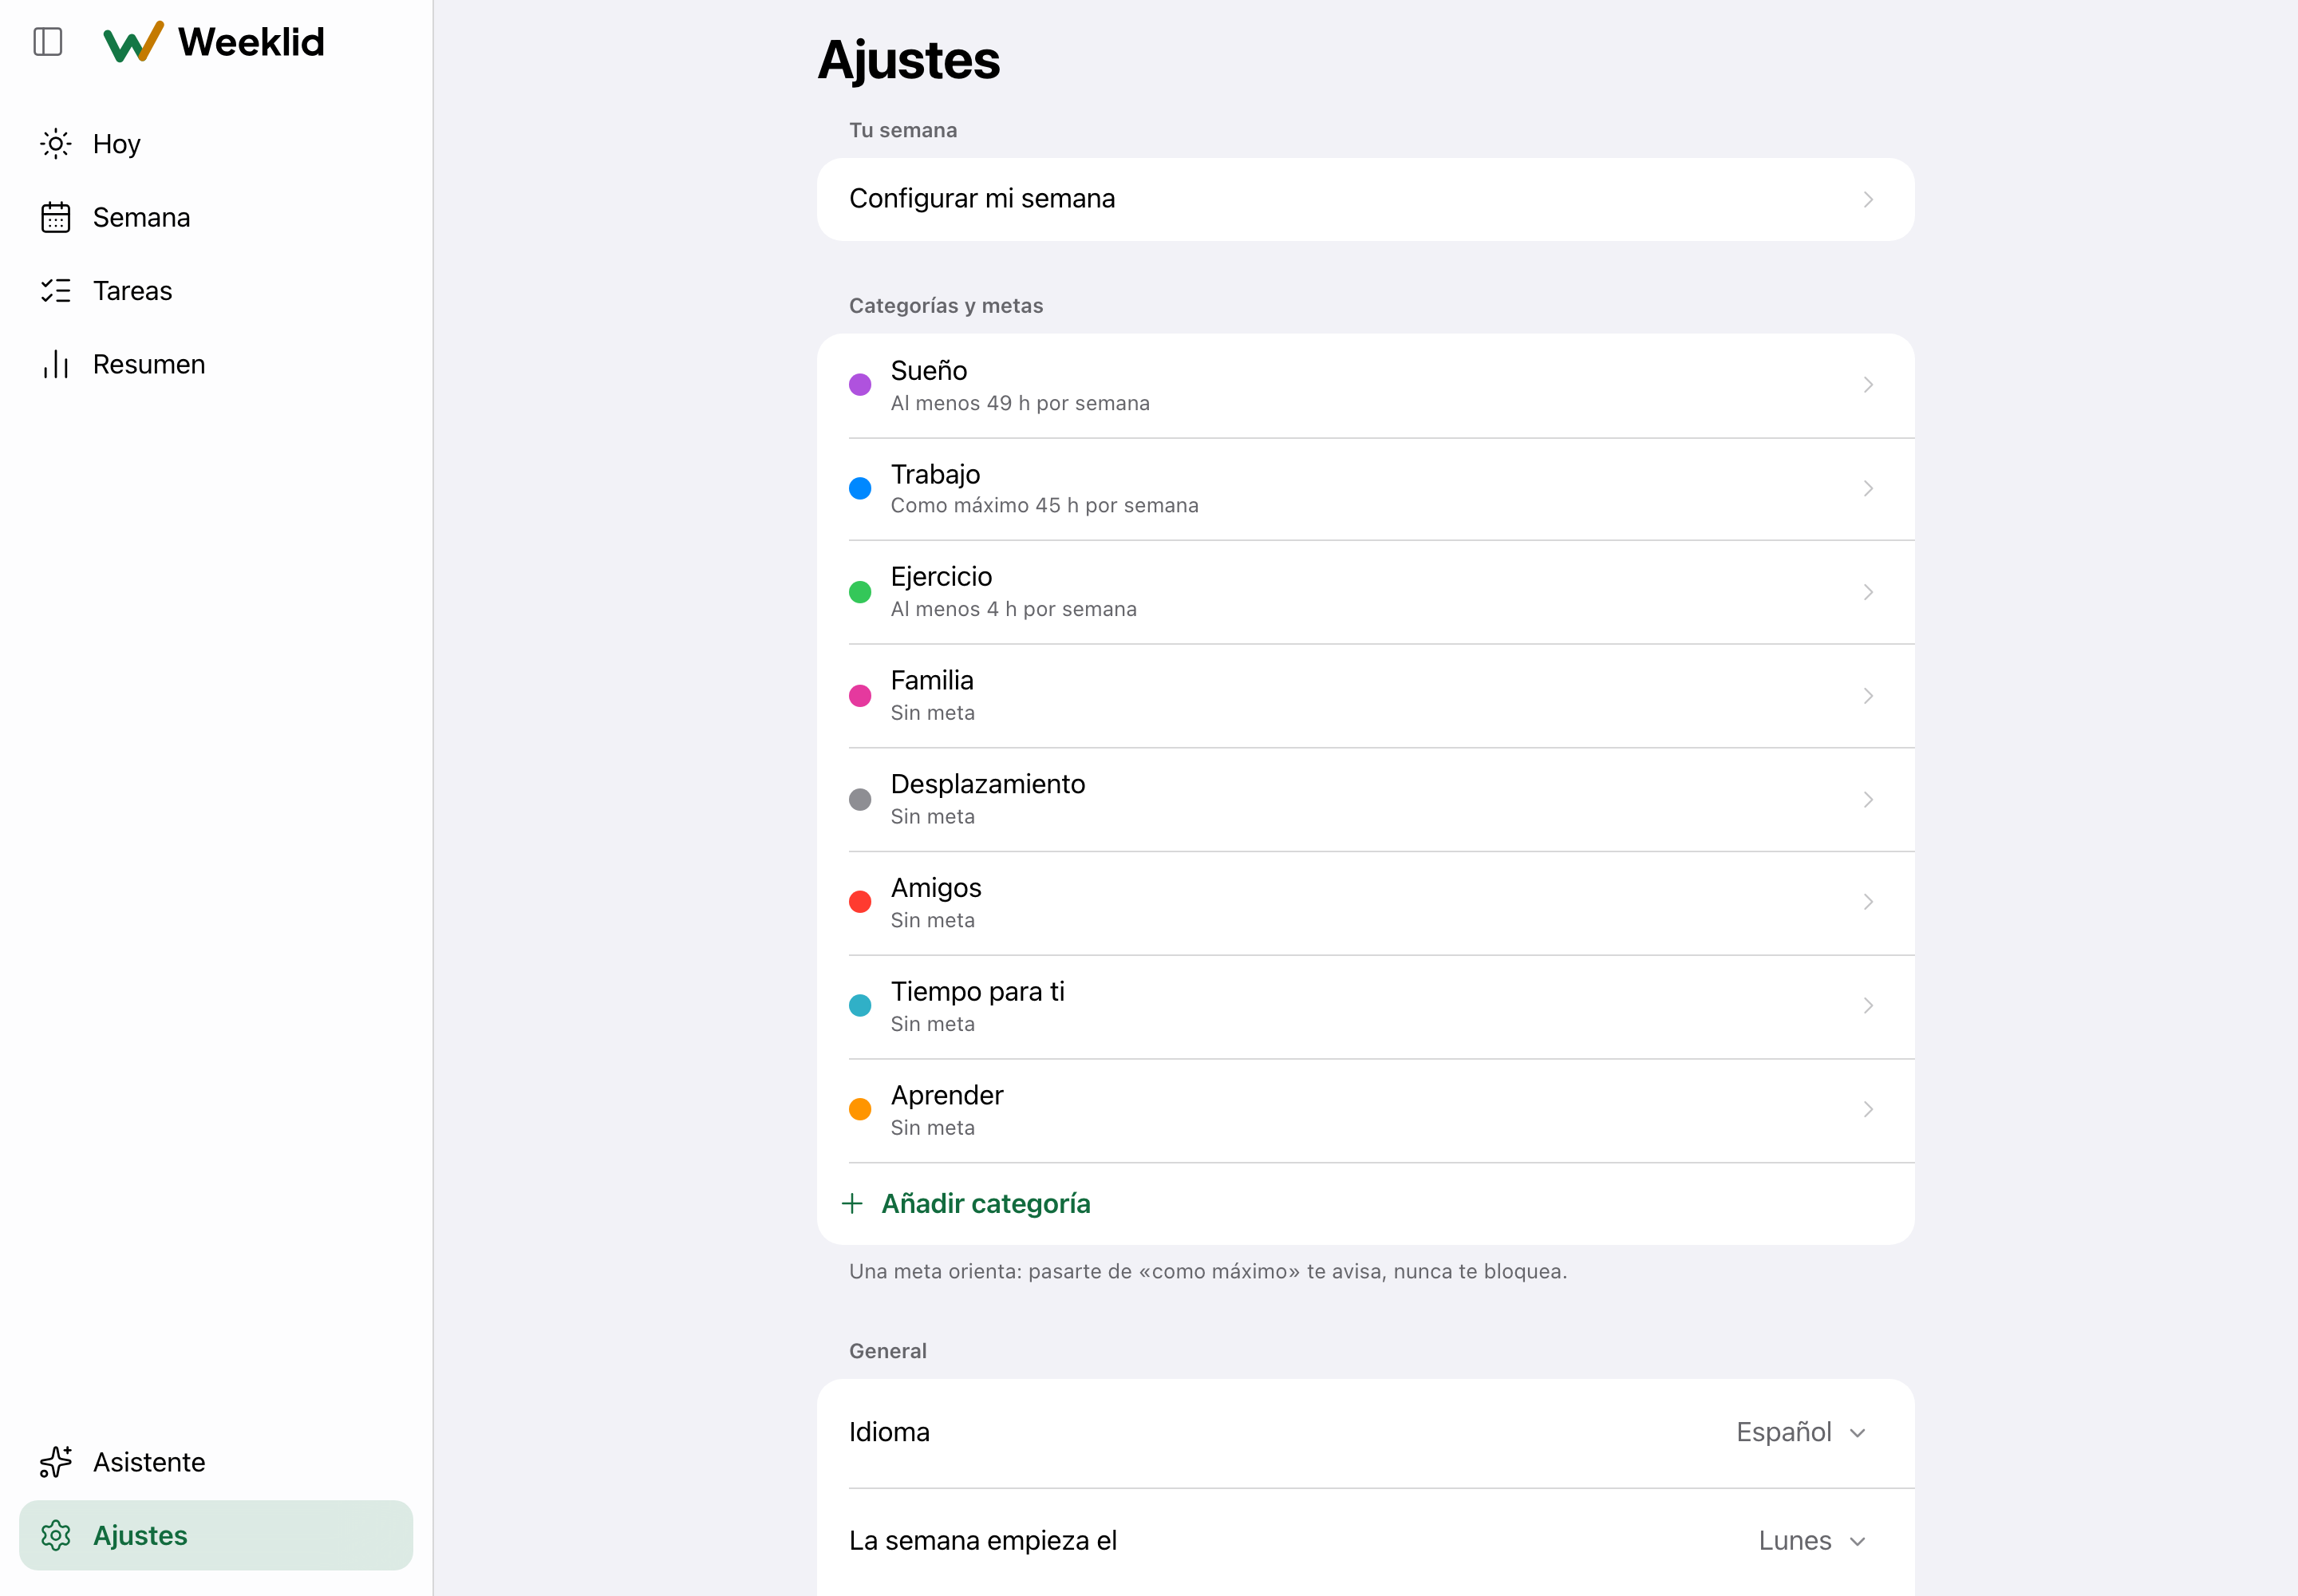 Weeklid
Hoy
Semana
Tareas
Resumen
Asistente
Ajustes
Ajustes
Tu semana
Configurar mi semana
Categorías y metas
Sueño
Al menos 49 h por semana
Trabajo
Como máximo 45 h por semana
Ejercicio
Al menos 4 h por semana
Familia
Sin meta
Desplazamiento
Sin meta
Amigos
Sin meta
Tiempo para ti
Sin meta
Aprender
Sin meta
+ Añadir categoría
Una meta orienta: pasarte de «como máximo» te avisa, nunca te bloquea.
General
Idioma Español
La semana empieza el Lunes